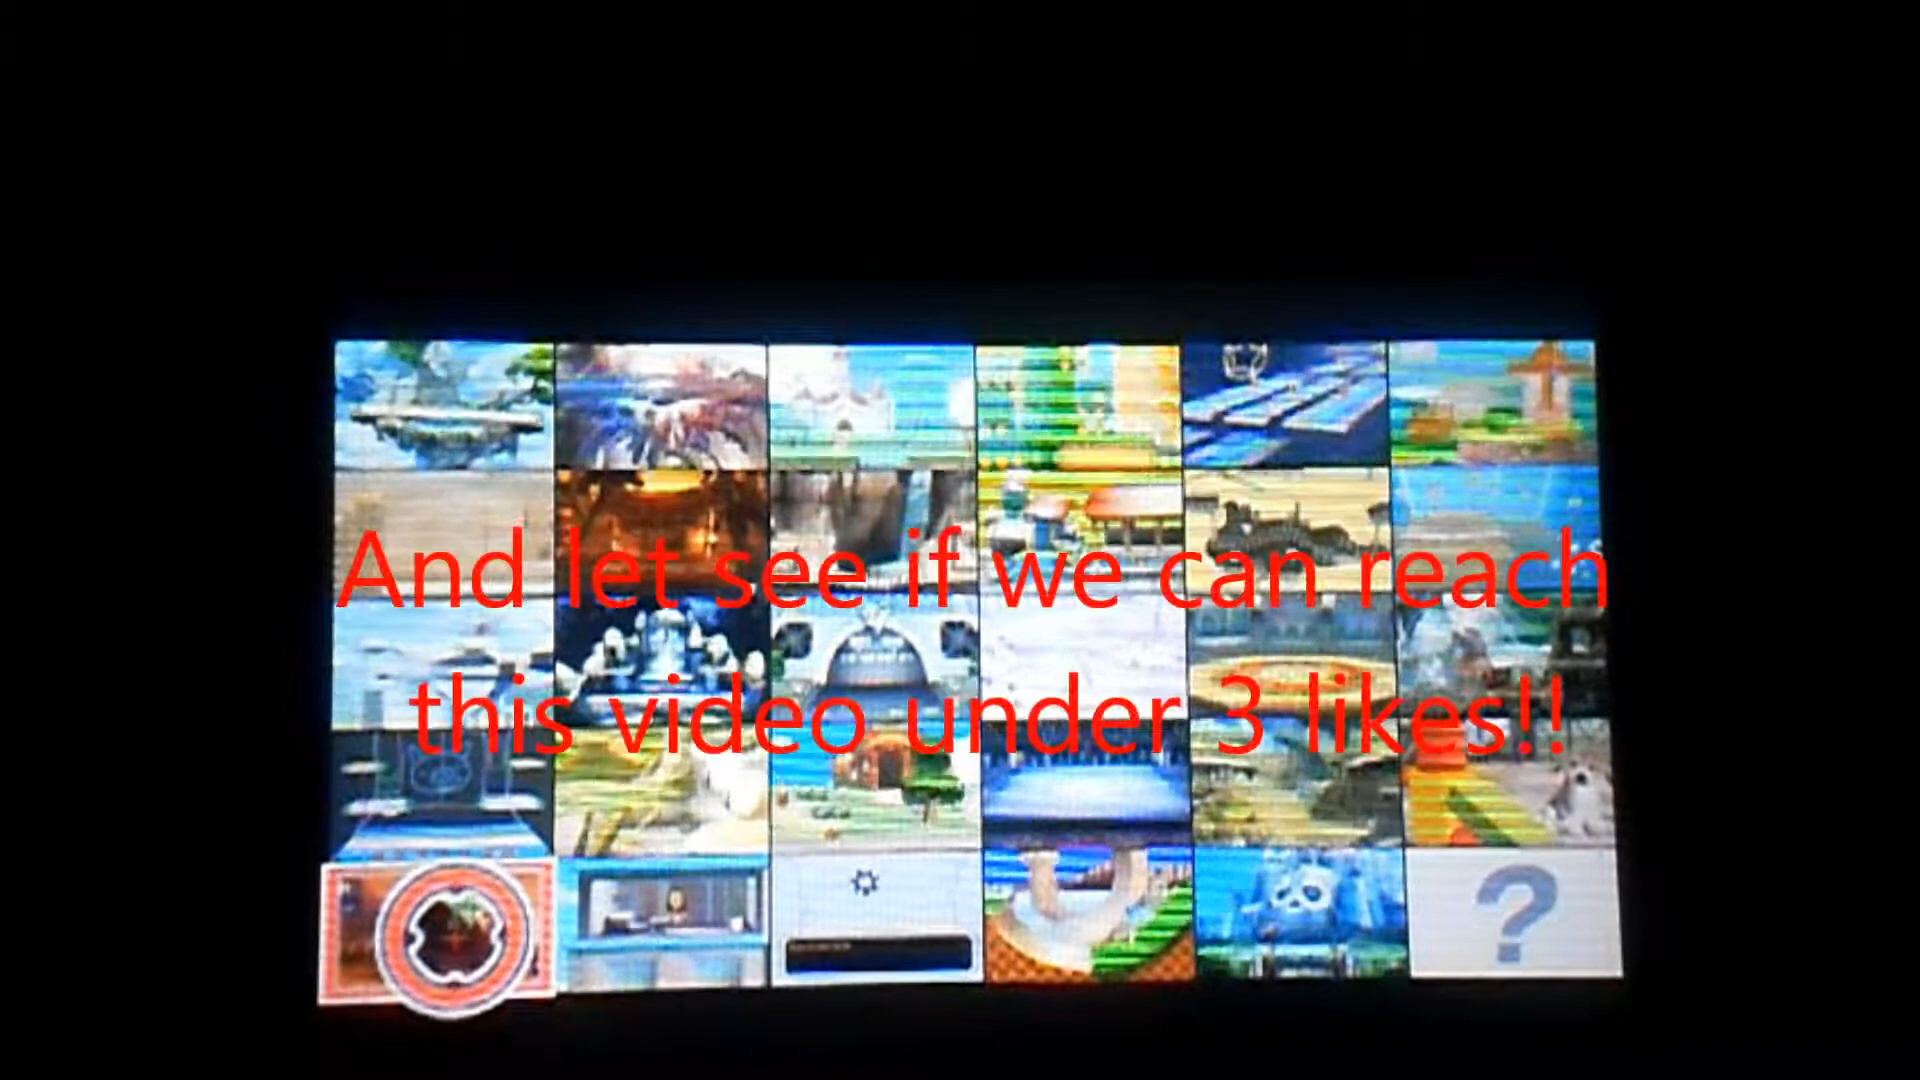 And let see if we can reach
this video under 3 likes!!
?